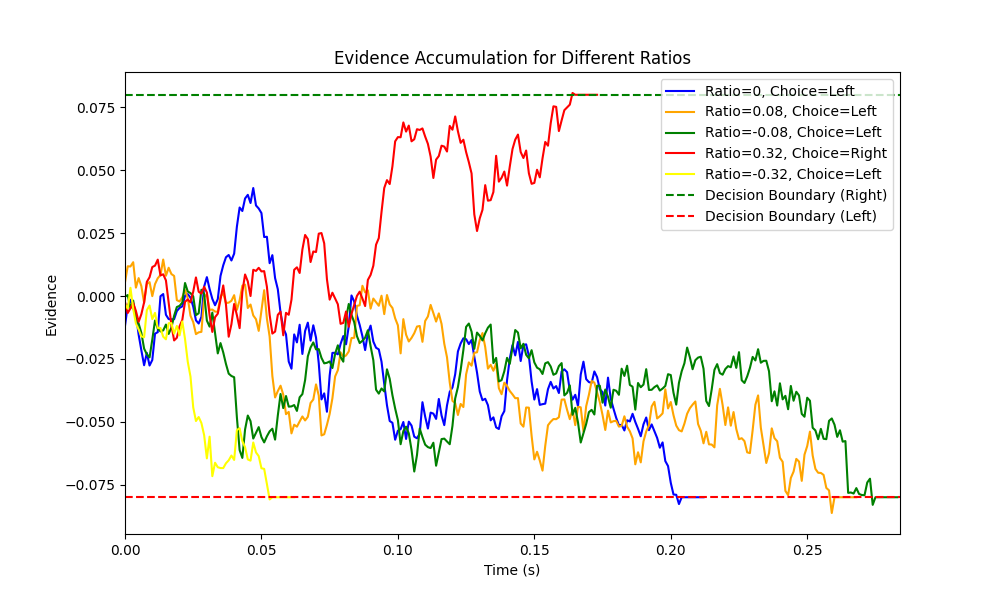 Evidence Accumulation for Different Ratios
0.075
0.050
0.025
0.000
−0.025
−0.050
−0.075
Evidence
Ratio=0, Choice=Left
Ratio=0.08, Choice=Left
Ratio=-0.08, Choice=Left
Ratio=0.32, Choice=Right
Ratio=-0.32, Choice=Left
Decision Boundary (Right)
Decision Boundary (Left)
0.00 0.05 0.10 0.15 0.20 0.25
Time (s)